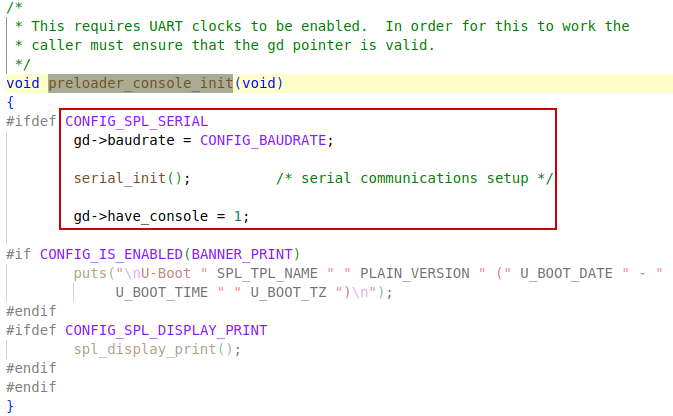 /*
 * This requires UART clocks to be enabled.  In order for this to work the
 * caller must ensure that the gd pointer is valid.
 */
void preloader_console_init(void)
{
#ifdef CONFIG_SPL_SERIAL
        gd->baudrate = CONFIG_BAUDRATE;
        serial_init();          /* serial communications setup */
        gd->have_console = 1;
#if CONFIG_IS_ENABLED(BANNER_PRINT)
        puts("\nU-Boot " SPL_TPL_NAME " " PLAIN_VERSION " (" U_BOOT_DATE " - "
             U_BOOT_TIME " " U_BOOT_TZ ")\n");
#endif
#ifdef CONFIG_SPL_DISPLAY_PRINT
        spl_display_print();
#endif
#endif
}